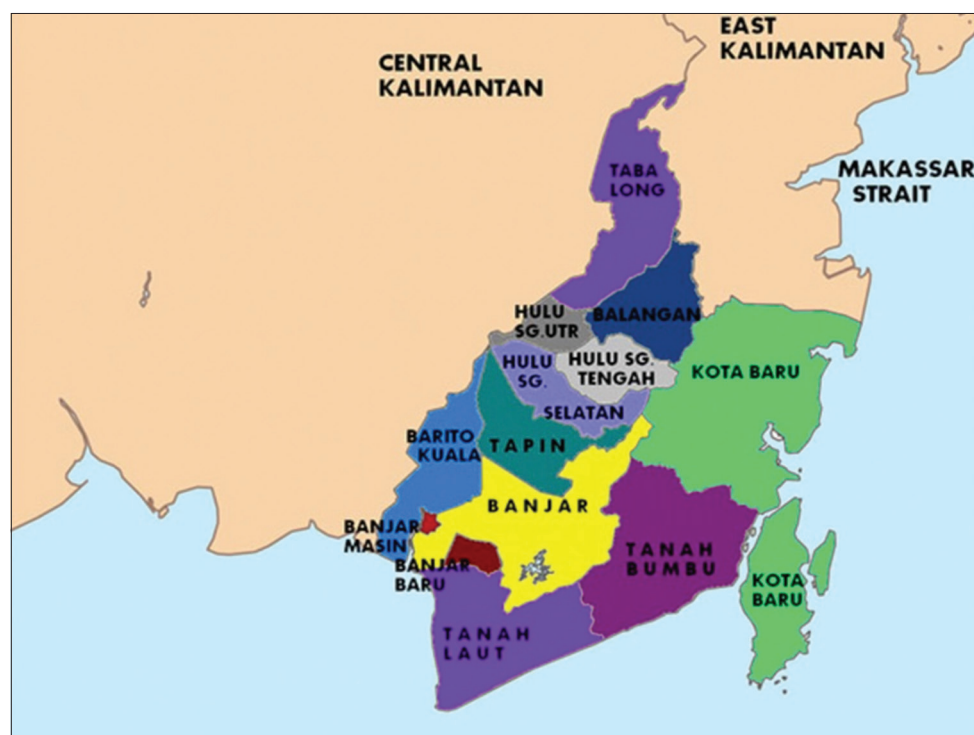 EAST
KALIMANTAN
CENTRAL
KALIMANTAN
MAKASSAR
STRAIT
TABA
LONG
HULU
SG.UTR
BALANGAN
HULU
SG.
SELATAN
HULU SG.
TENGAH
KOTA BARU
BARITO
KUALA
TAPIN
BANJAR
BANJAR
MASIN
BANJAR
BARU
TANAH
BUMBU
KOTA
BARU
TANAH
LAUT